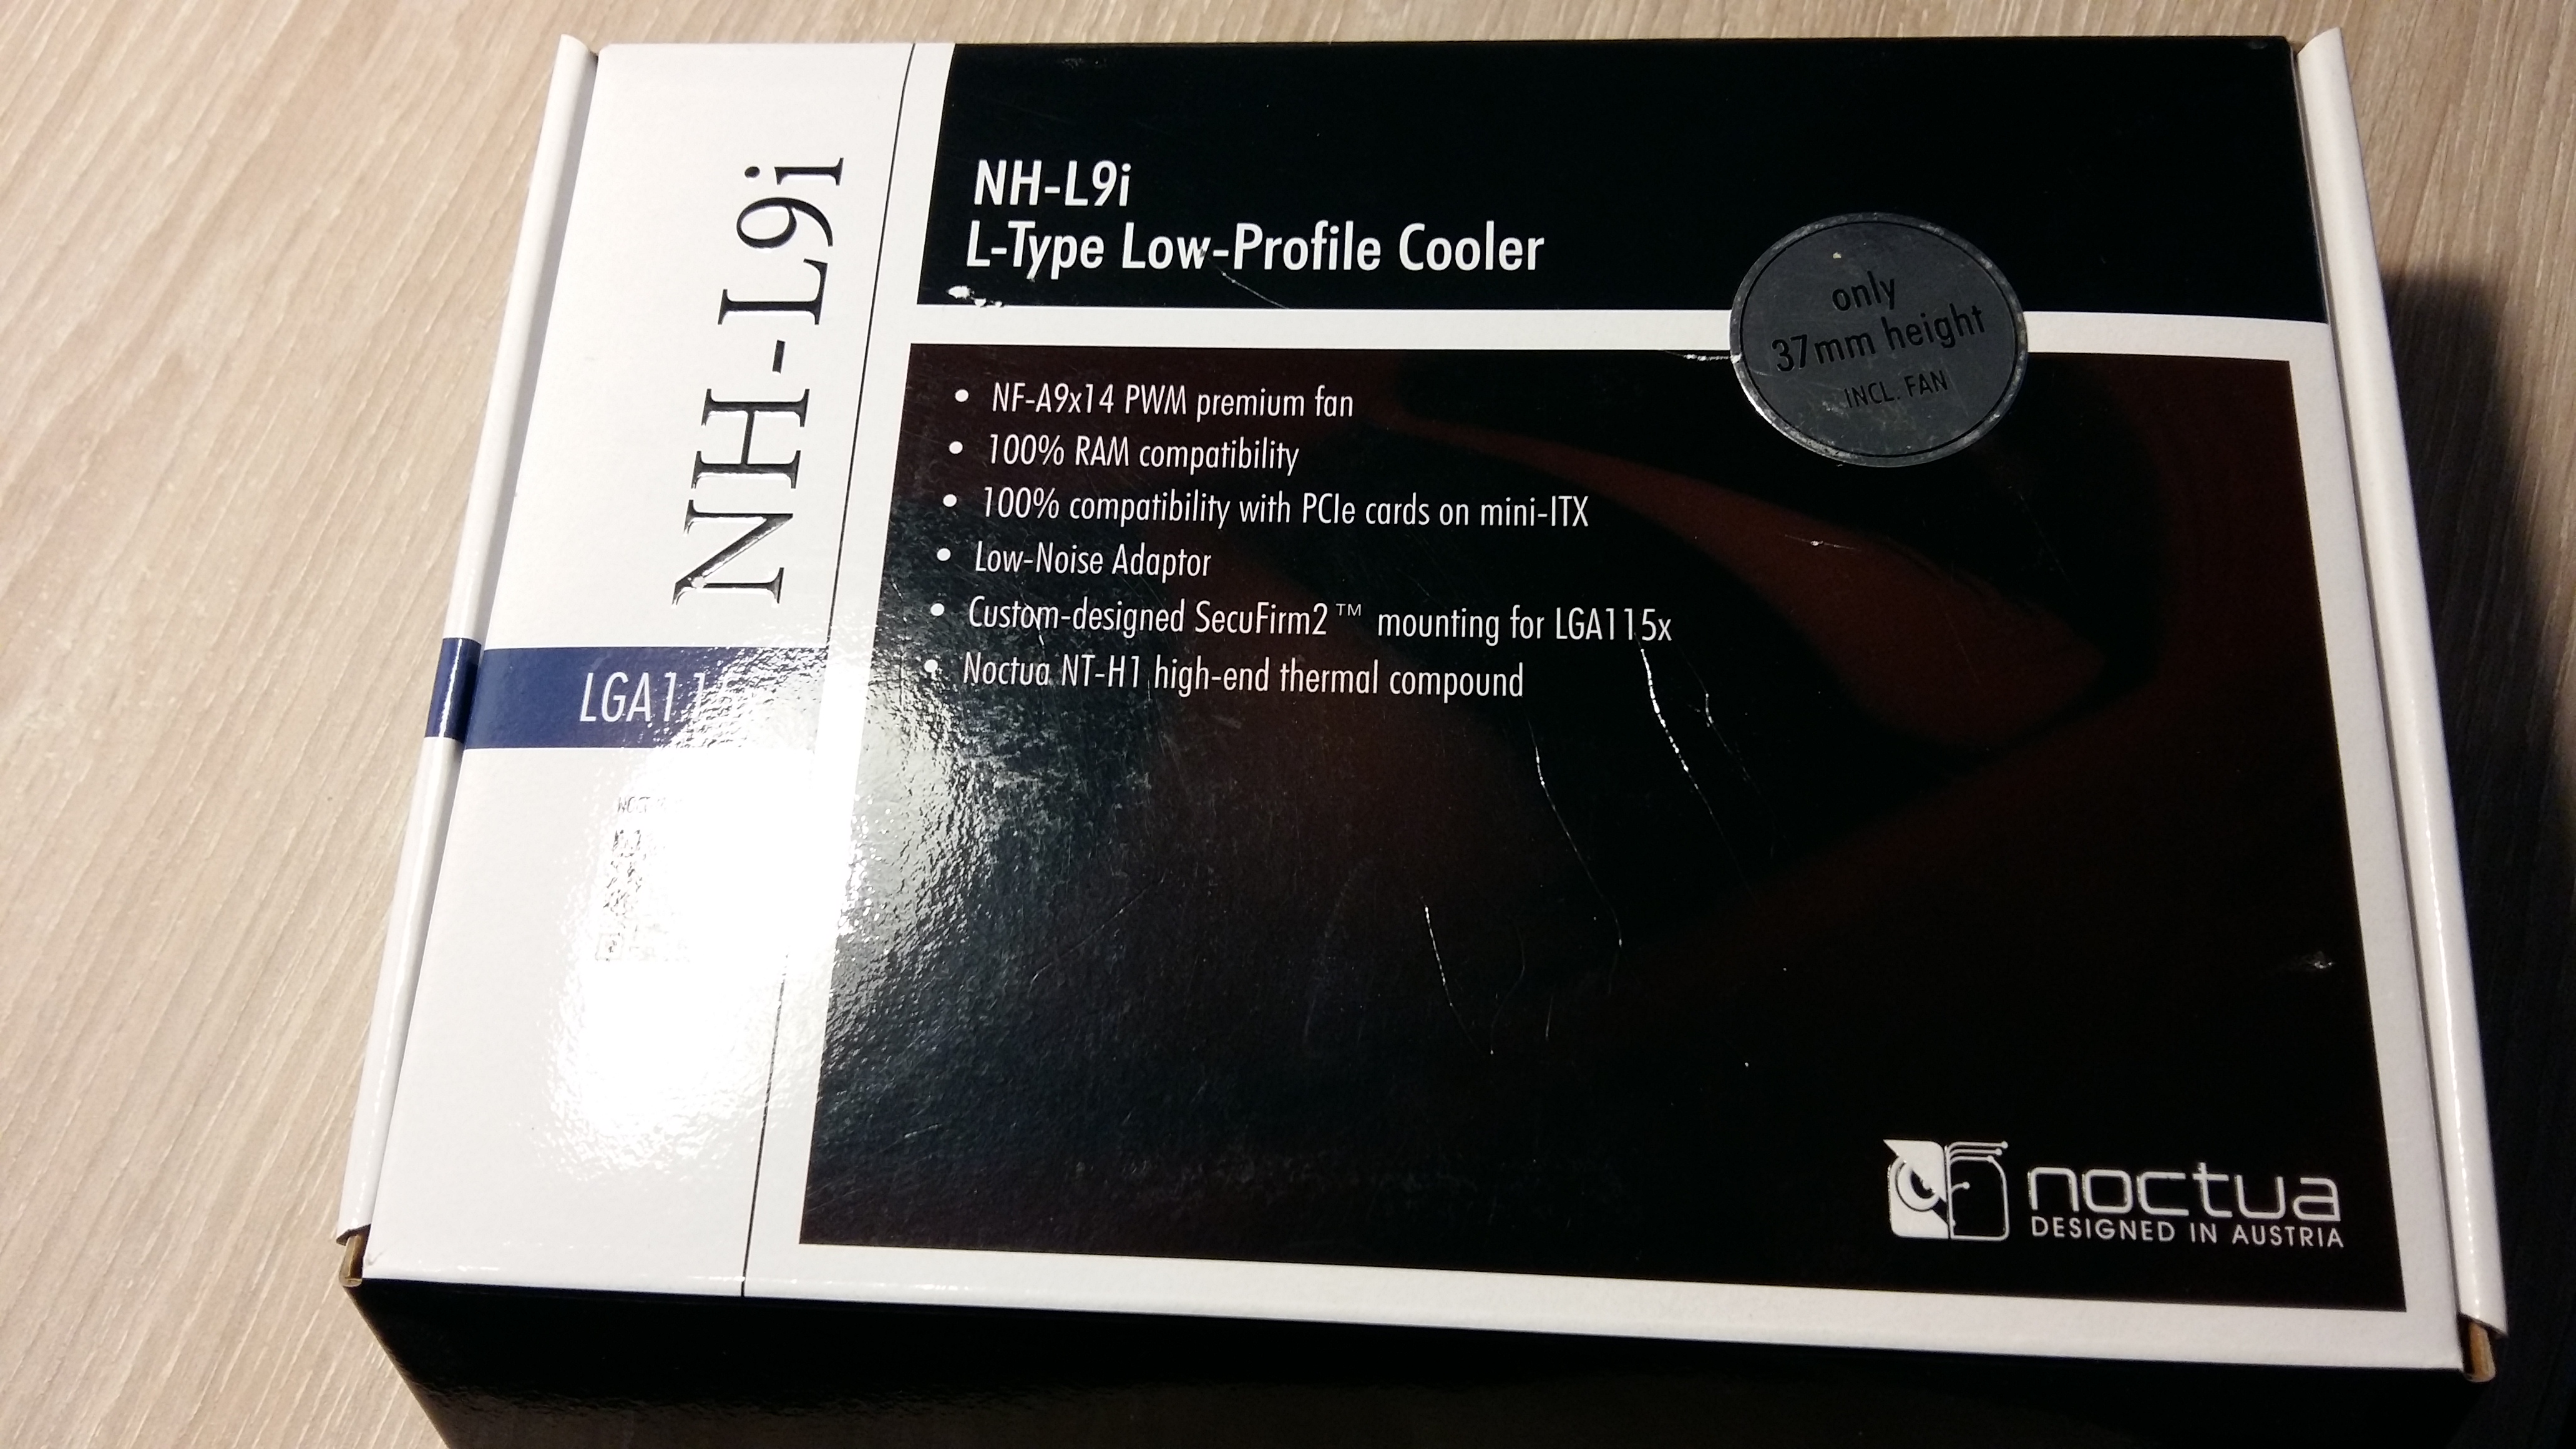 NH-L9i
NH-L9i
L-Type Low-Profile Cooler
only
37mm height
INCL. FAN
• NF-A9x14 PWM premium fan
• 100% RAM compatibility
• 100% compatibility with PCIe cards on mini-ITX
• Low-Noise Adaptor
• Custom-designed SecuFirm2™ mounting for LGA115x
• Noctua NT-H1 high-end thermal compound
noctua
DESIGNED IN AUSTRIA